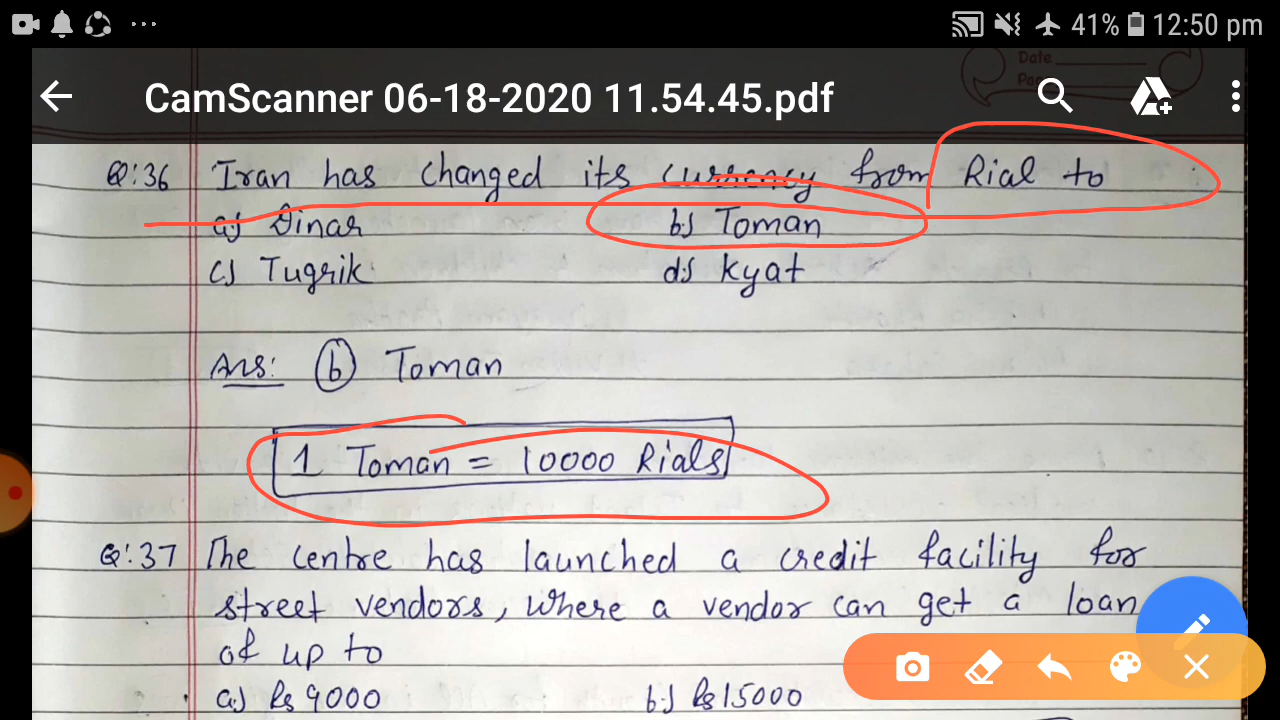 41% 12:50 pm
Date
CamScanner 06-18-2020 11.54.45.pdf
Q:36 Iran has changed its currency from Rial to
a) Dinar b) Toman
c) Tugrik d) Kyat
Ans: b Toman
1 Toman = 10000 Rials
Q:37 The centre has launched a credit facility for
street vendors, where a vendor can get a loan
of up to
a) Rs 9000 b) Rs 15000